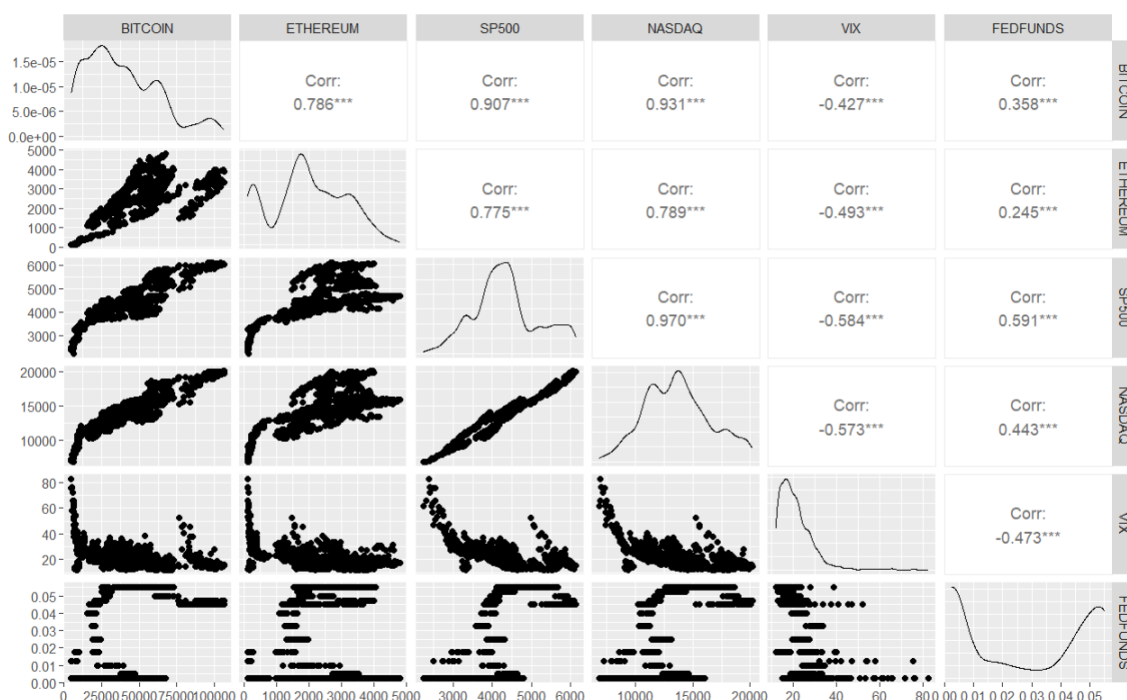 BITCOIN ETHEREUM SP500 NASDAQ VIX FEDFUNDS
1.5e-05
1.0e-05
5.0e-06
0.0e+00
Corr:
0.786***
Corr:
0.907***
Corr:
0.931***
Corr:
-0.427***
Corr:
0.358***
BITCOIN
5000
4000
3000
2000
1000
0
Corr:
0.775***
Corr:
0.789***
Corr:
-0.493***
Corr:
0.245***
ETHEREUM
6000
5000
4000
3000
Corr:
0.970***
Corr:
-0.584***
Corr:
0.591***
SP500
20000
15000
10000
Corr:
-0.573***
Corr:
0.443***
NASDAQ
80
60
40
20
Corr:
-0.473***
VIX
0.05
0.04
0.03
0.02
0.01
0.00
FEDFUNDS
0 25000 50000 75000 100000 0 1000 2000 3000 4000 5000 3000 4000 5000 6000 10000 15000 20000 20 40 60 80 0.00 0.01 0.02 0.03 0.04 0.05